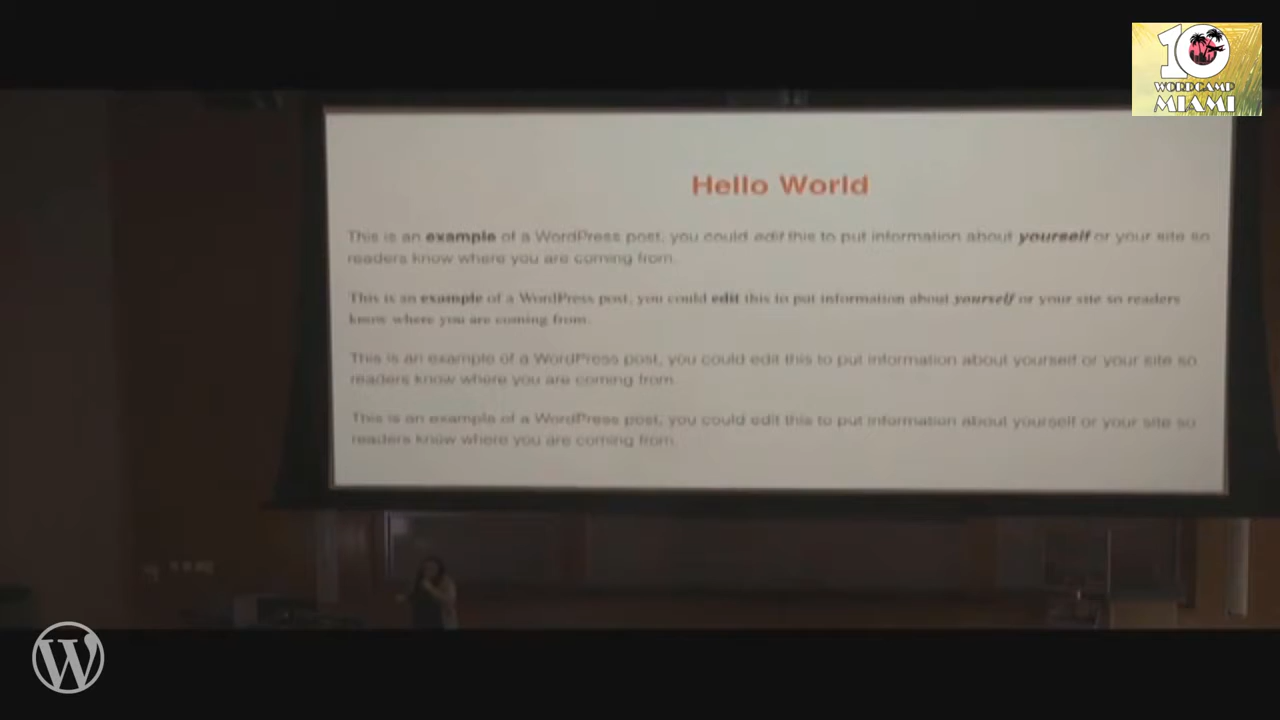 10
WORDCAMP
MIAMI
Hello World
This is an example of a WordPress post, you could edit this to put information about yourself or your site so
readers know where you are coming from.
This is an example of a WordPress post, you could edit this to put information about yourself or your site so readers
know where you are coming from.
This is an example of a WordPress post, you could edit this to put information about yourself or your site so
readers know where you are coming from.
This is an example of a WordPress post, you could edit this to put information about yourself or your site so
readers know where you are coming from.
W